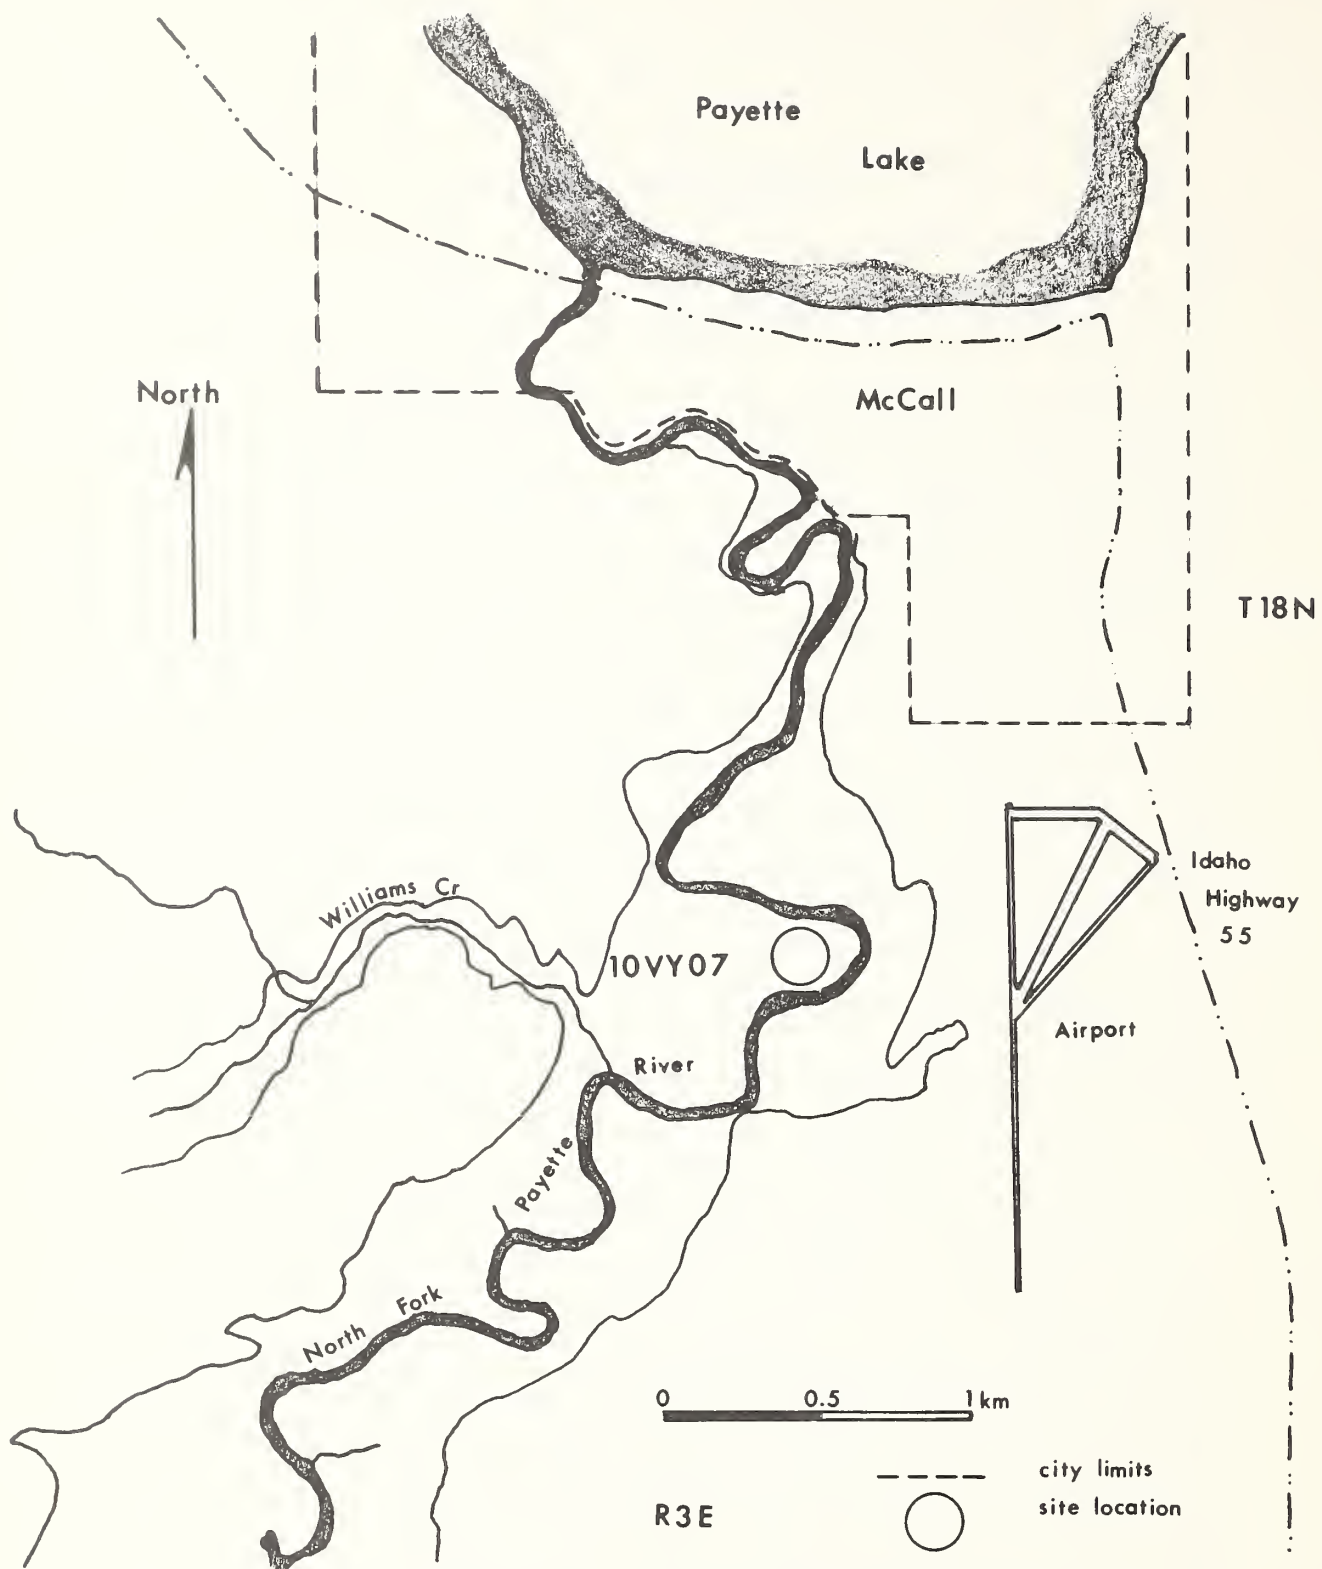 Payette
Lake
North
McCall
T18N
Idaho
Highway
55
Williams Cr
10VY07
Airport
River
Payette
Fork
North
0 0.5 1 km
city limits
site location
R3E